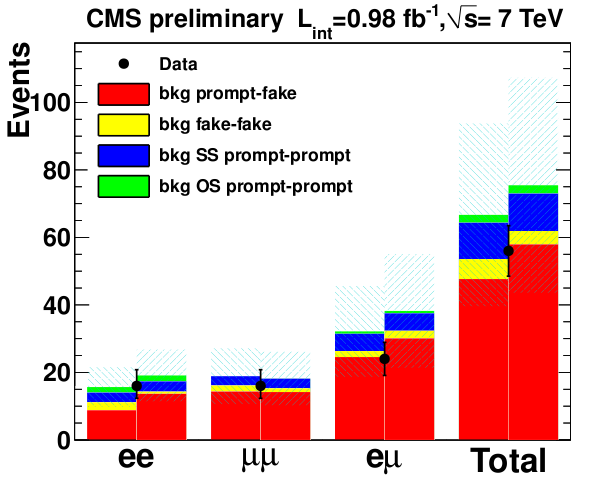 CMS preliminary L_int=0.98 fb⁻¹,√s= 7 TeV
Events
Data
bkg prompt-fake
bkg fake-fake
bkg SS prompt-prompt
bkg OS prompt-prompt
100
80
60
40
20
0
ee μμ eμ Total